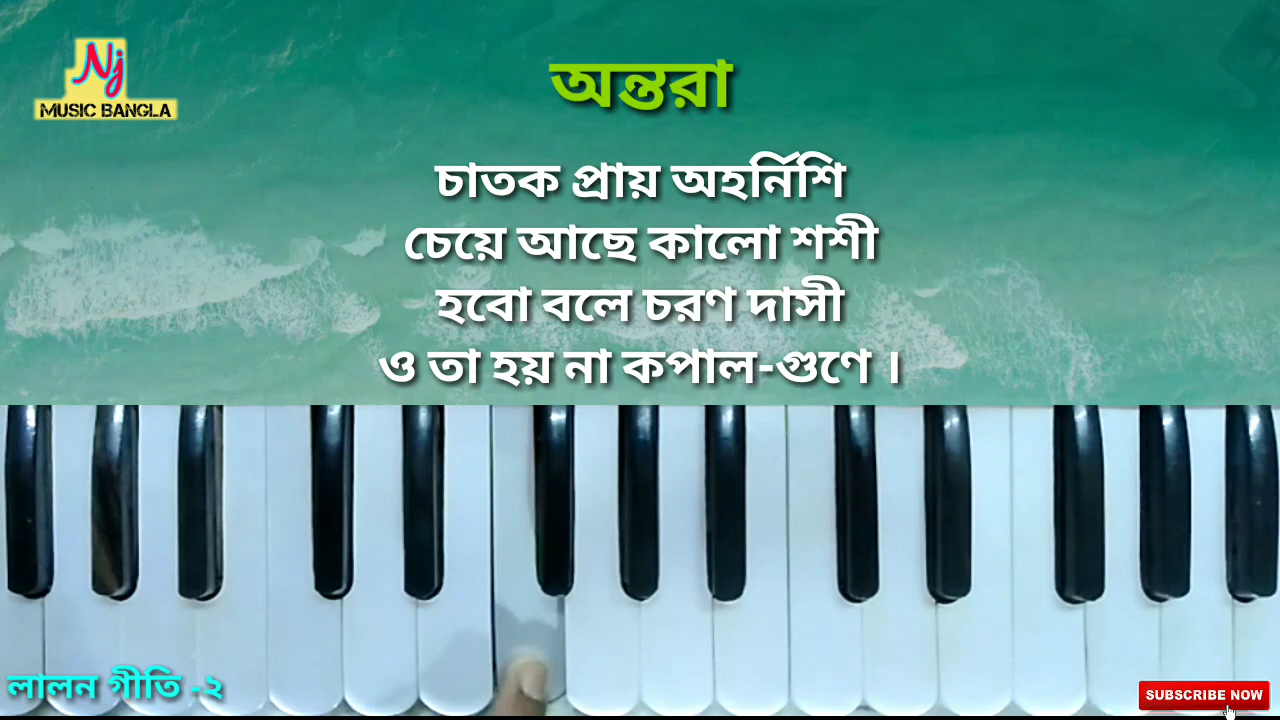 Nj
MUSIC BANGLA
অন্তরা
চাতক প্রায় অহর্নিশি
চেয়ে আছে কালো শশী
হবো বলে চরণ দাসী
ও তা হয় না কপাল-গুণে ।
লালন গীতি -২
SUBSCRIBE NOW